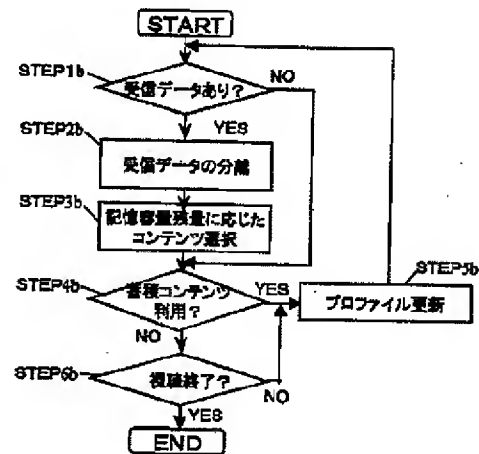 START
STEP1b
受信データあり?
NO
YES
STEP2b
受信データの分離
STEP3b
記憶容量残量に応じた
コンテンツ選択
STEP4b
蓄積コンテンツ
利用?
YES
STEP5b
プロファイル更新
NO
STEP6b
視聴終了?
NO
YES
END